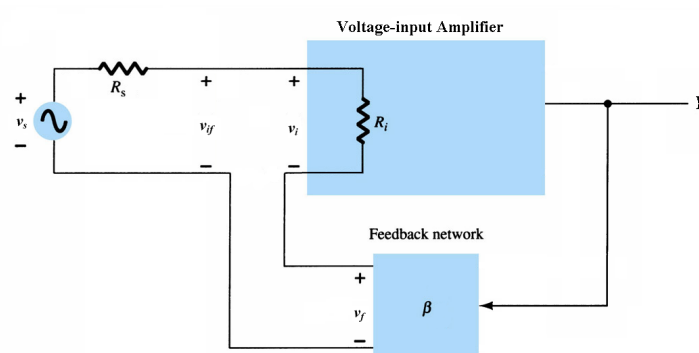 Voltage-input Amplifier
+ vs −
Rs
+ vif −
+ vi −
Ri
Feedback network
+ vf −
β